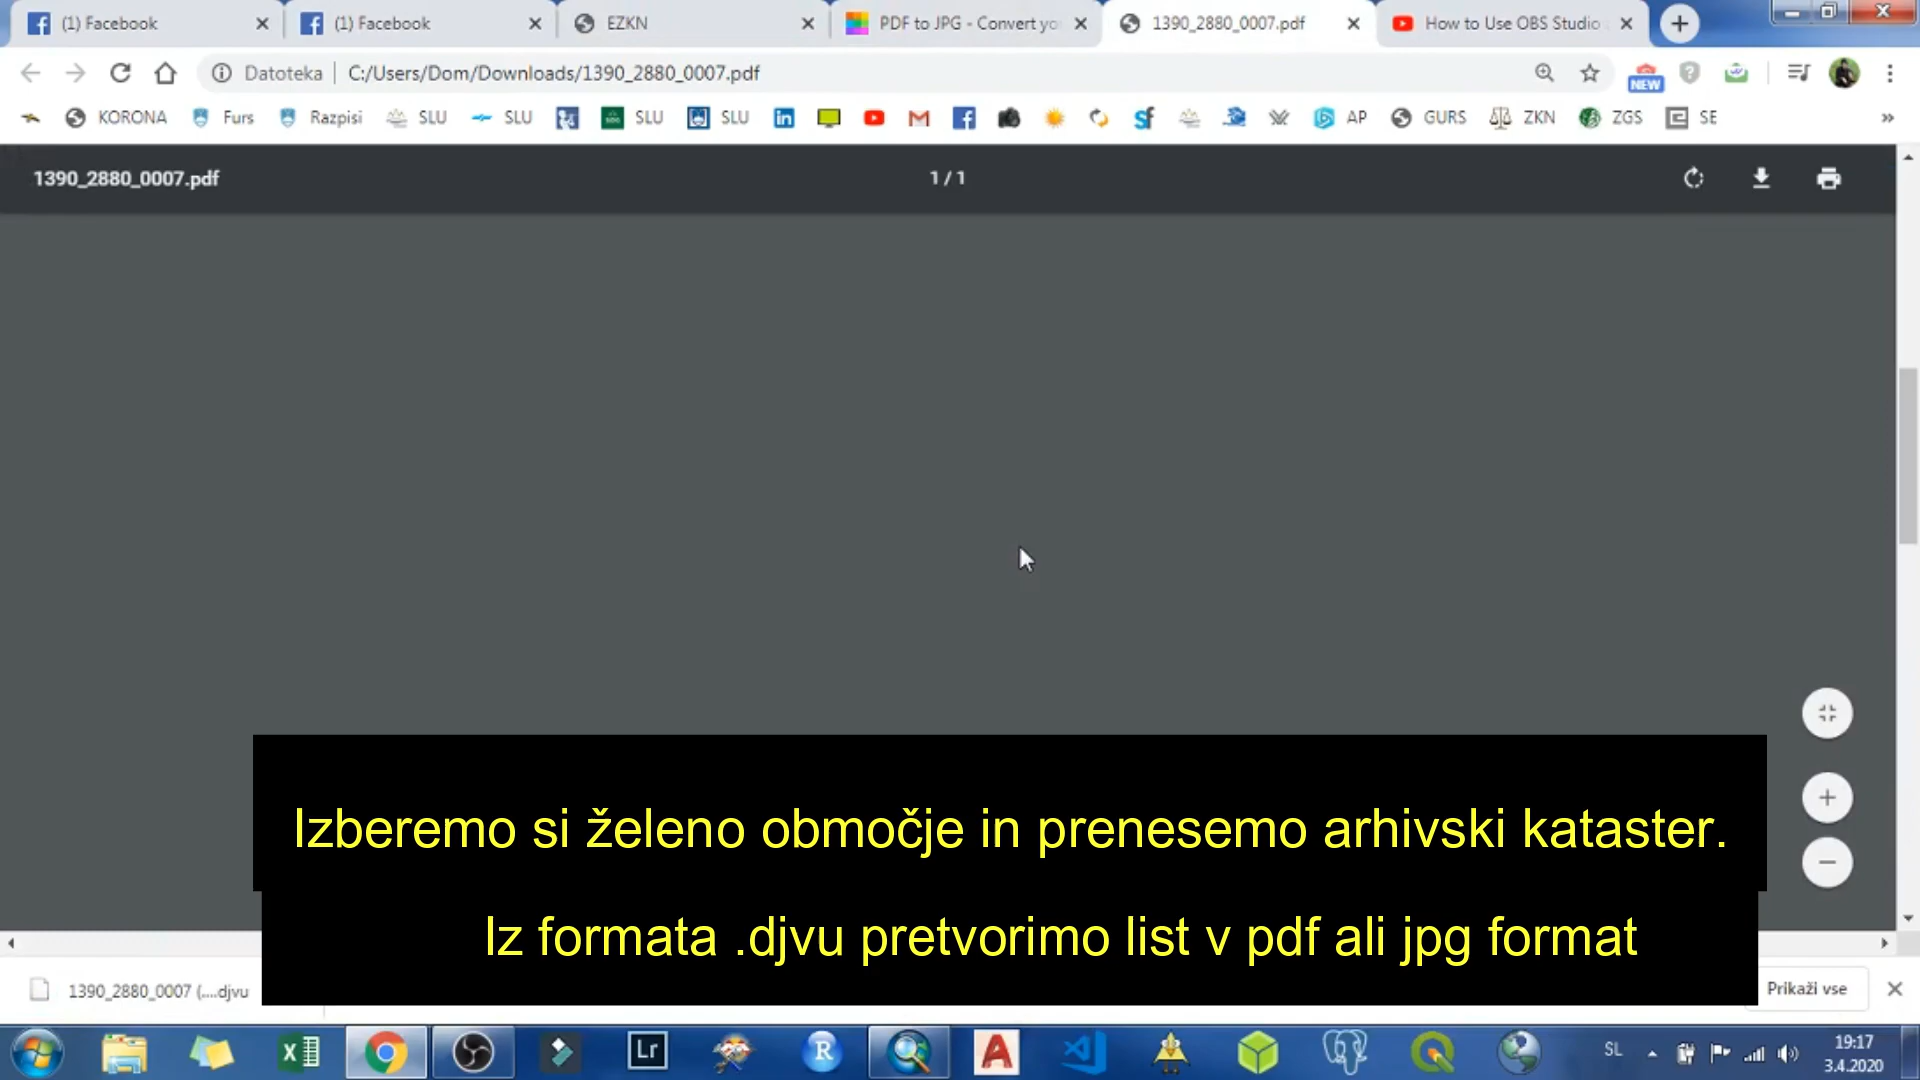 (1) Facebook
(1) Facebook
EZKN
PDF to JPG - Convert yo
1390_2880_0007.pdf
How to Use OBS Studio
Datoteka | C:/Users/Dom/Downloads/1390_2880_0007.pdf
NEW
KORONA Furs Razpisi SLU SLU SLU SLU AP GURS ZKN ZGS SE
1390_2880_0007.pdf
1 / 1
Izberemo si želeno območje in prenesemo arhivski kataster.
Iz formata .djvu pretvorimo list v pdf ali jpg format
1390_2880_0007 (....djvu
Prikaži vse
Lr
R
SL
19:17
3.4.2020